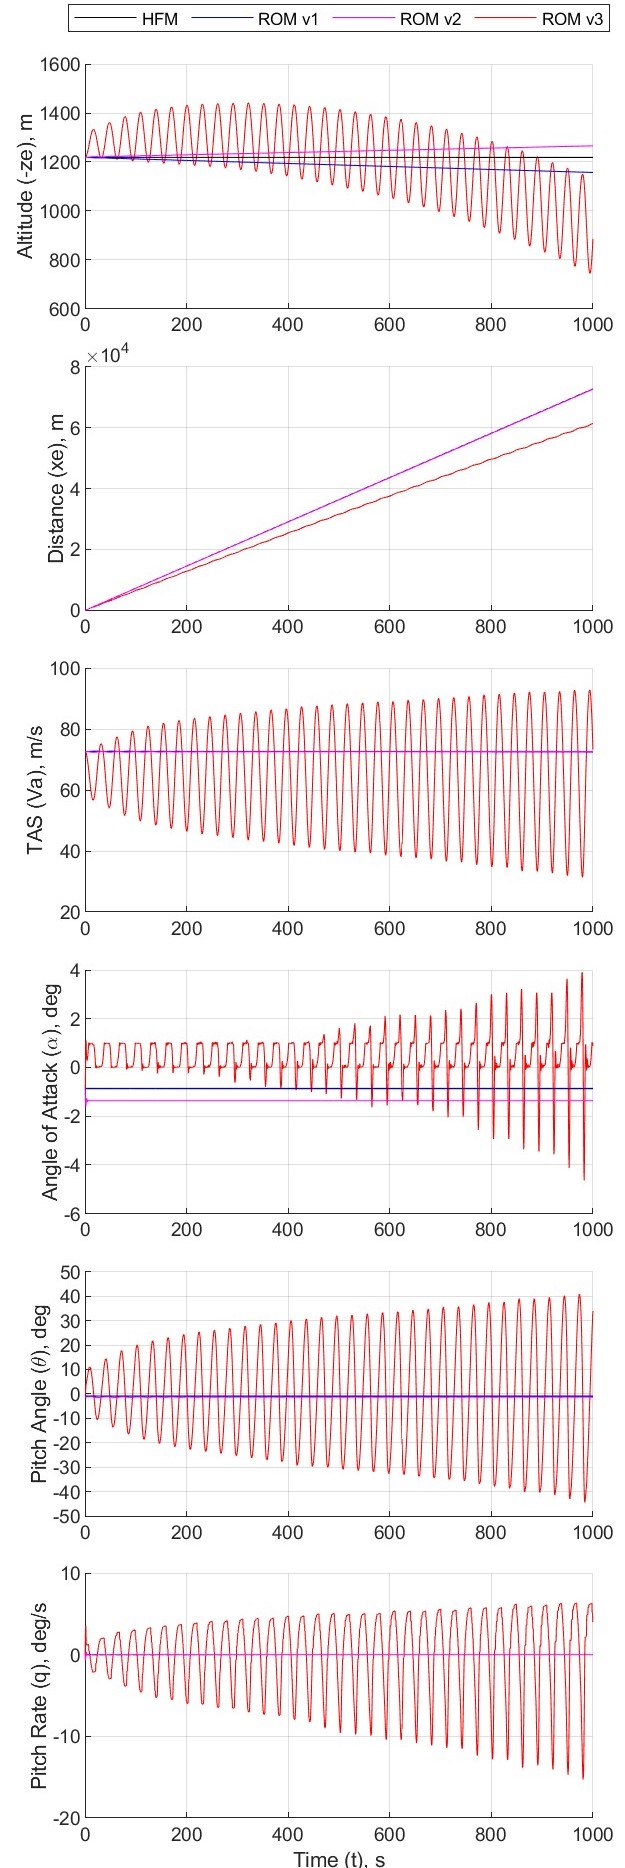 HFM ROM v1 ROM v2 ROM v3
1600
1400
1200
1000
800
600
Altitude (-ze), m
0 200 400 600 800 1000
×10⁴
8
6
4
2
0
Distance (xe), m
0 200 400 600 800 1000
100
80
60
40
20
TAS (Va), m/s
0 200 400 600 800 1000
4
2
0
-2
-4
-6
Angle of Attack (α), deg
0 200 400 600 800 1000
50
40
30
20
10
0
-10
-20
-30
-40
-50
Pitch Angle (θ), deg
0 200 400 600 800 1000
10
0
-10
-20
Pitch Rate (q), deg/s
0 200 400 600 800 1000
Time (t), s